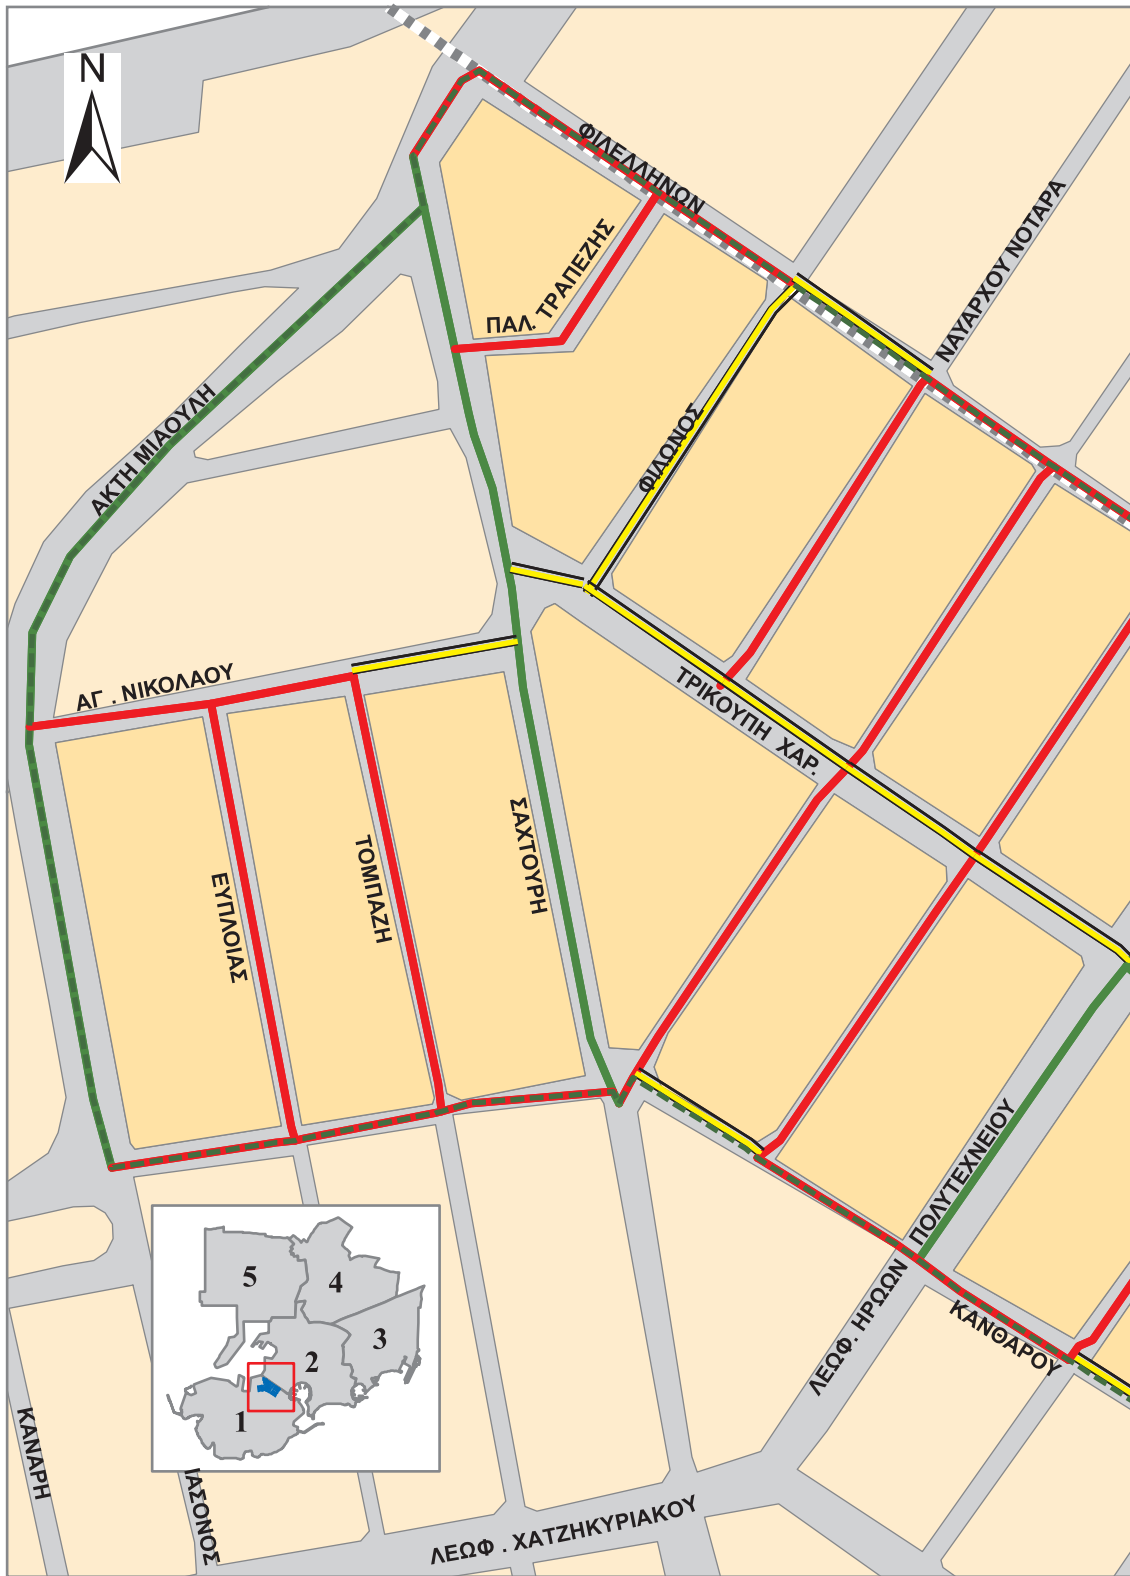 N
ΦΙΛΕΛΛΗΝΩΝ
ΝΑΥΑΡΧΟΥ ΝΟΤΑΡΑ
ΠΑΛ. ΤΡΑΠΕΖΗΣ
ΑΚΤΗ ΜΙΑΟΥΛΗ
ΦΙΛΩΝΟΣ
ΑΓ . ΝΙΚΟΛΑΟΥ
ΤΡΙΚΟΥΠΗ ΧΑΡ.
ΣΑΧΤΟΥΡΗ
ΤΟΜΠΑΖΗ
ΕΥΠΛΟΙΑΣ
ΛΕΩΦ. ΗΡΩΩΝ ΠΟΛΥΤΕΧΝΕΙΟΥ
ΚΑΝΘΑΡΟΥ
5
4
3
2
1
ΚΑΝΑΡΗ
ΙΑΣΟΝΟΣ
ΛΕΩΦ . ΧΑΤΖΗΚΥΡΙΑΚΟΥ